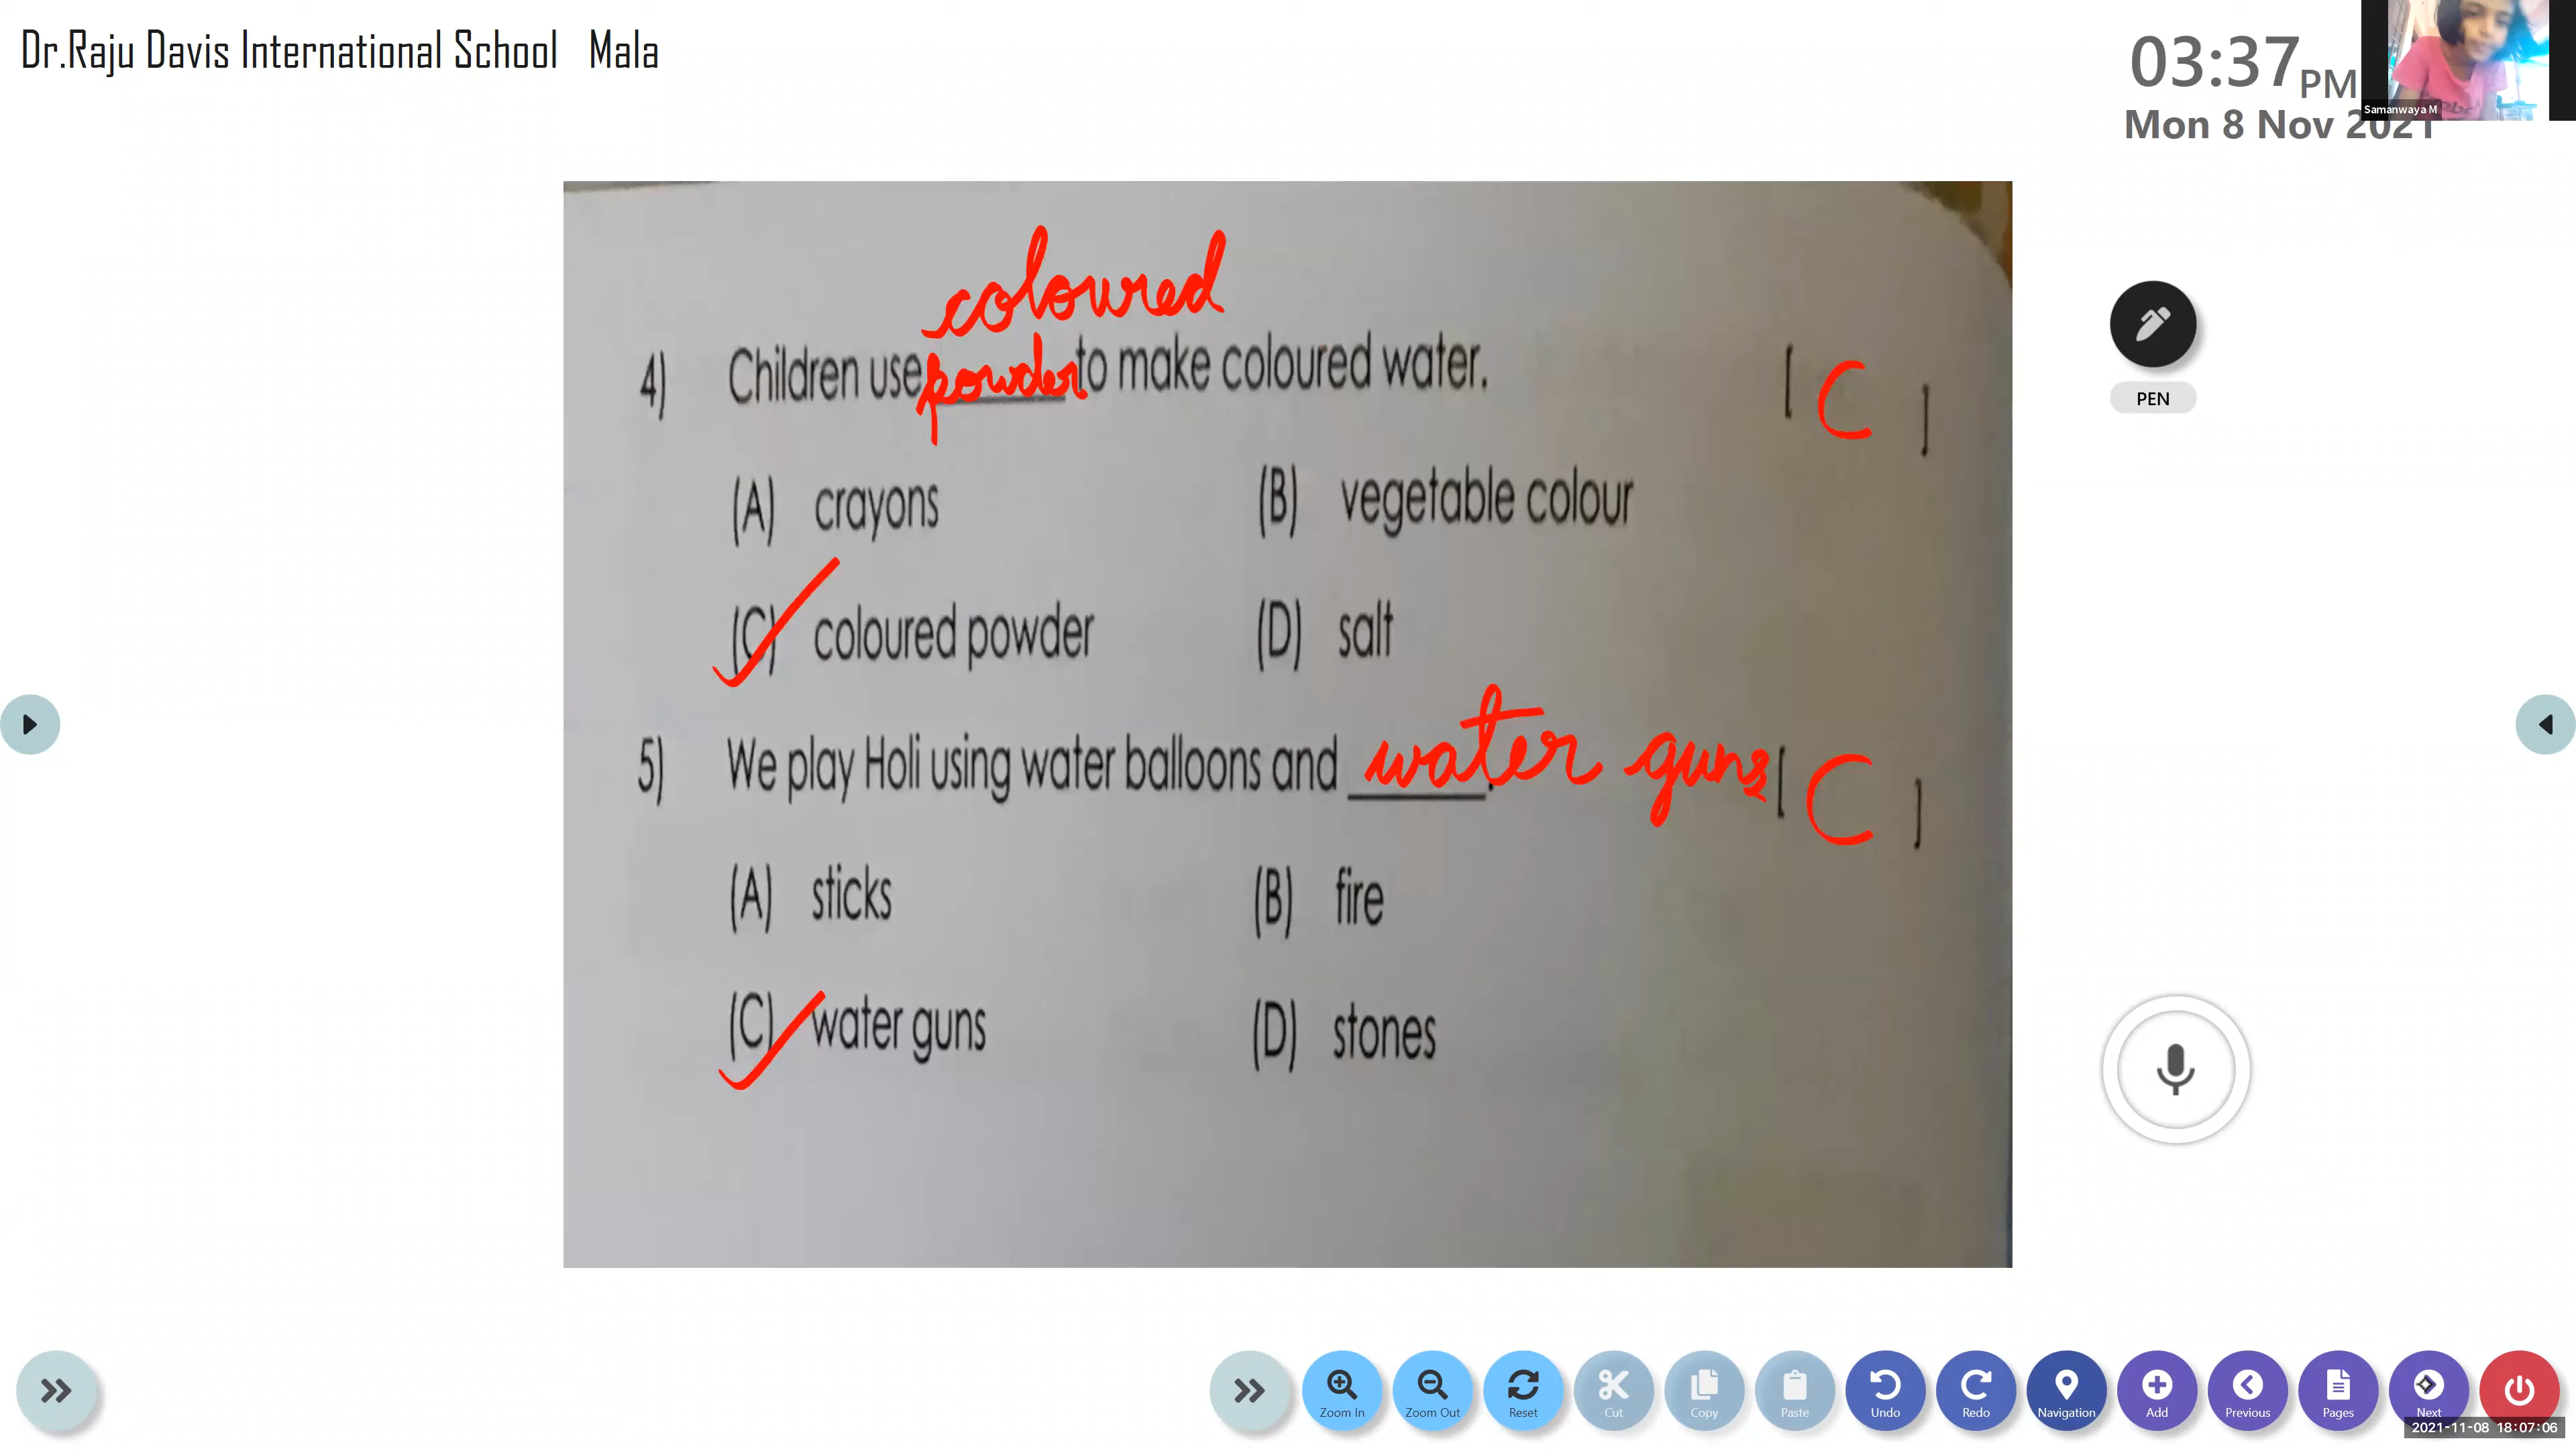 Dr.Raju Davis International School Mala
03:37 PM
Mon 8 Nov 2021
Samanwaya M
PEN
coloured
4) Children use powder to make coloured water. [ C ]
(A) crayons (B) vegetable colour
(C) coloured powder (D) salt
5) We play Holi using water balloons and water guns. [ C ]
(A) sticks (B) fire
(C) water guns (D) stones
Zoom In Zoom Out Reset Cut Copy Paste Undo Redo Navigation Add Previous Pages Next
2021-11-08 18:07:06